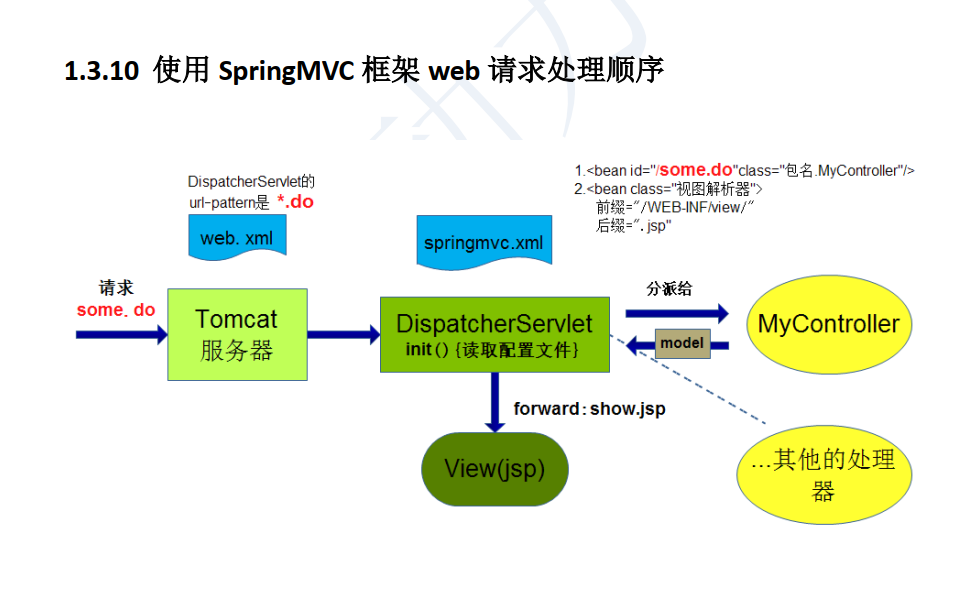 1.3.10 使用 SpringMVC 框架 web 请求处理顺序
1.<bean id="/some.do"class="包名.MyController"/>
2.<bean class="视图解析器">
前缀="/WEB-INF/view/"
后缀=".jsp"
DispatcherServlet的
url-pattern是 *.do
web. xml
springmvc.xml
请求
some. do
Tomcat
服务器
DispatcherServlet
init(){读取配置文件}
分派给
model
MyController
forward:show.jsp
View(jsp)
...其他的处理
器